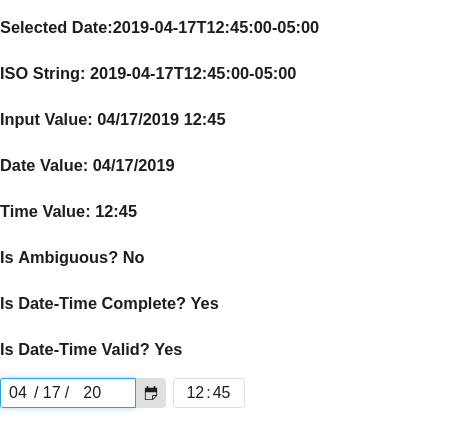 Selected Date:2019-04-17T12:45:00-05:00
ISO String: 2019-04-17T12:45:00-05:00
Input Value: 04/17/2019 12:45
Date Value: 04/17/2019
Time Value: 12:45
Is Ambiguous? No
Is Date-Time Complete? Yes
Is Date-Time Valid? Yes
04 / 17 / 20 12:45